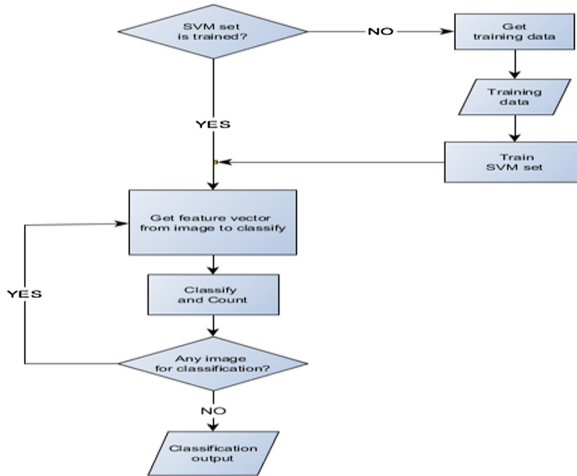 SVM set
is trained?
NO
Get
training data
Training
data
YES
Train
SVM set
Get feature vector
from image to classify
YES
Classify
and Count
Any image
for classification?
NO
Classification
output